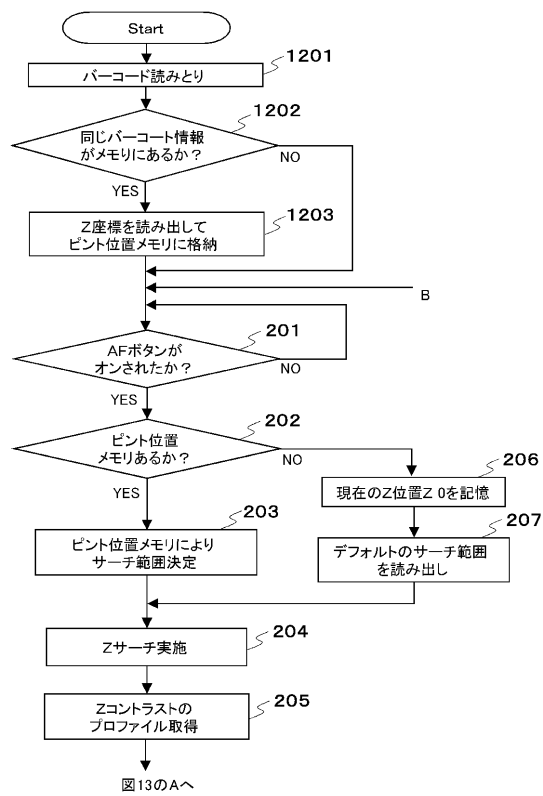 Start
1201
バーコード読みとり
1202
同じバーコート情報
がメモリにあるか？
NO
YES
1203
Z座標を読み出して
ピント位置メモリに格納
B
201
AFボタンが
オンされたか？
NO
YES
202
ピント位置
メモリあるか？
NO
YES
206
現在のZ位置Z 0を記憶
203
207
ピント位置メモリにより
サーチ範囲決定
デフォルトのサーチ範囲
を読み出し
204
Zサーチ実施
205
Zコントラストの
プロファイル取得
図13のAへ